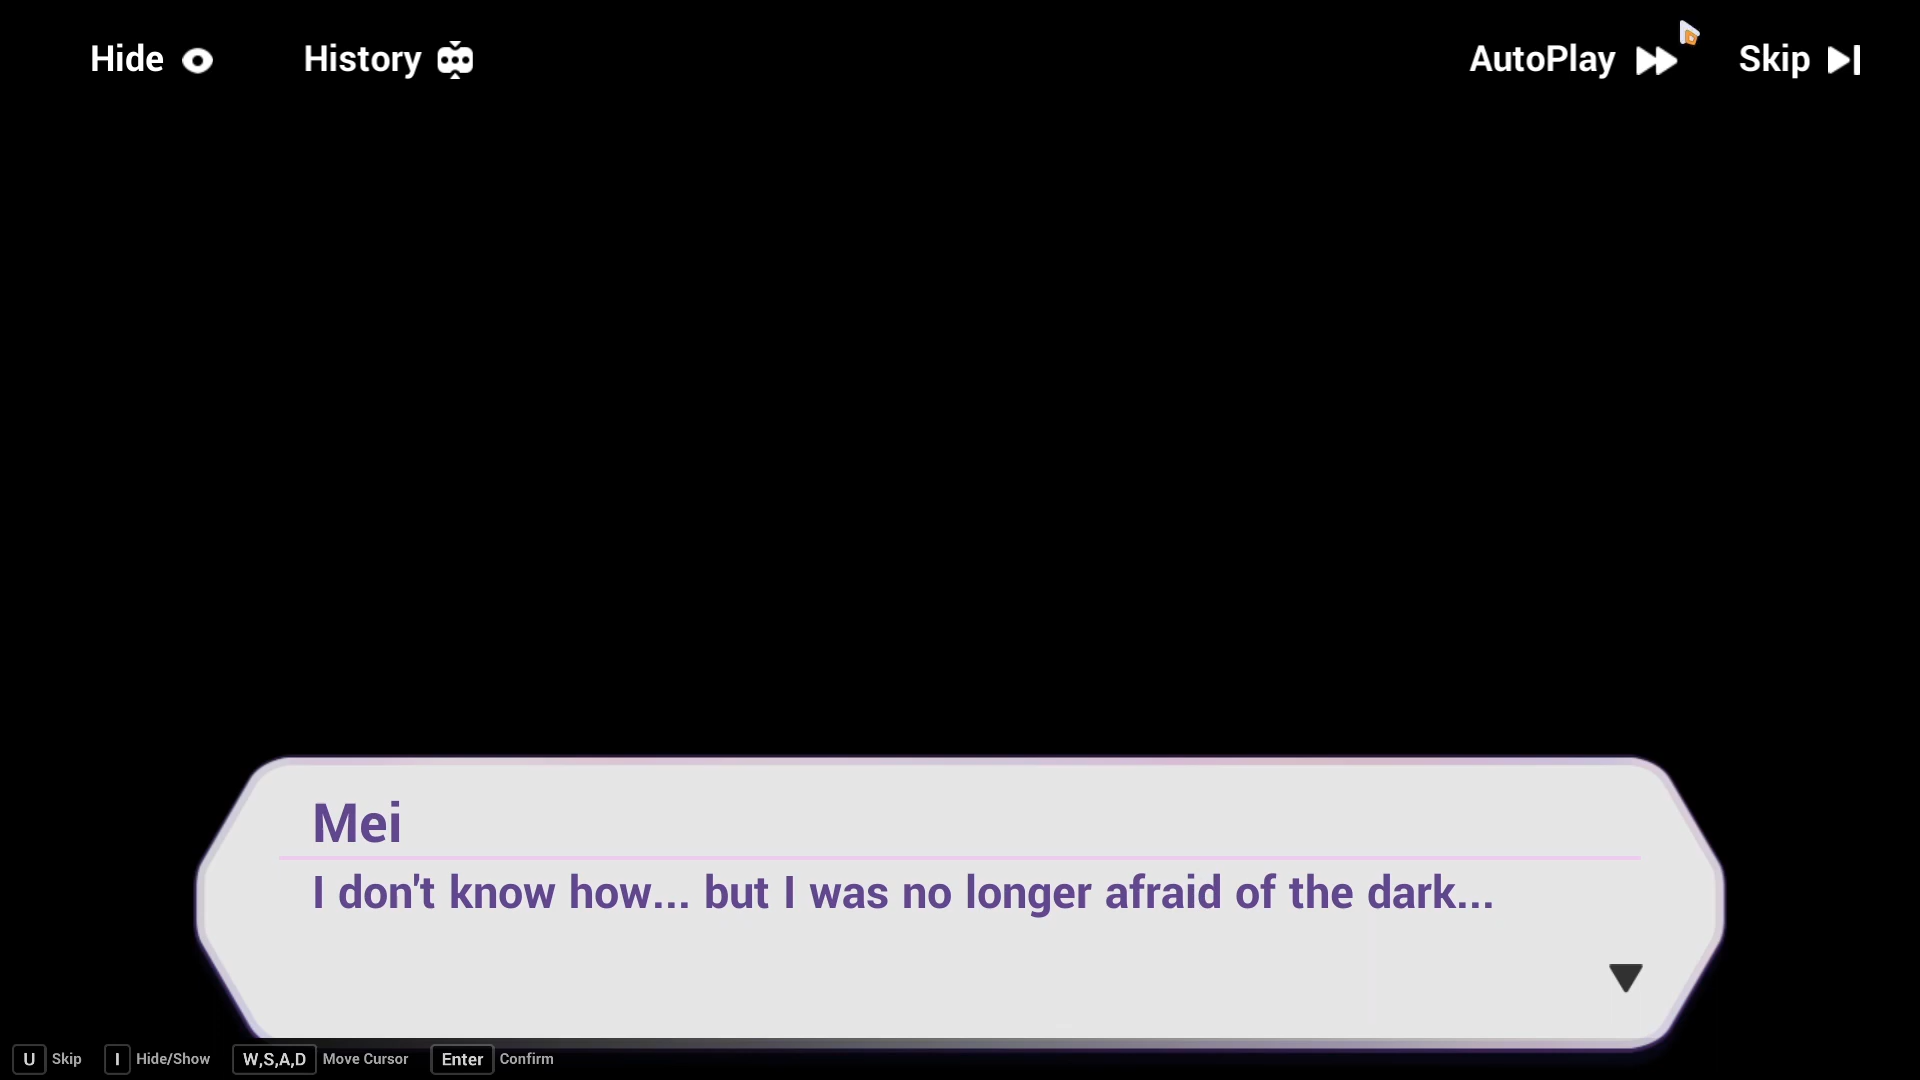 Hide
History
AutoPlay
Skip
Mei
I don't know how... but I was no longer afraid of the dark...
U Skip I Hide/Show W,S,A,D Move Cursor Enter Confirm